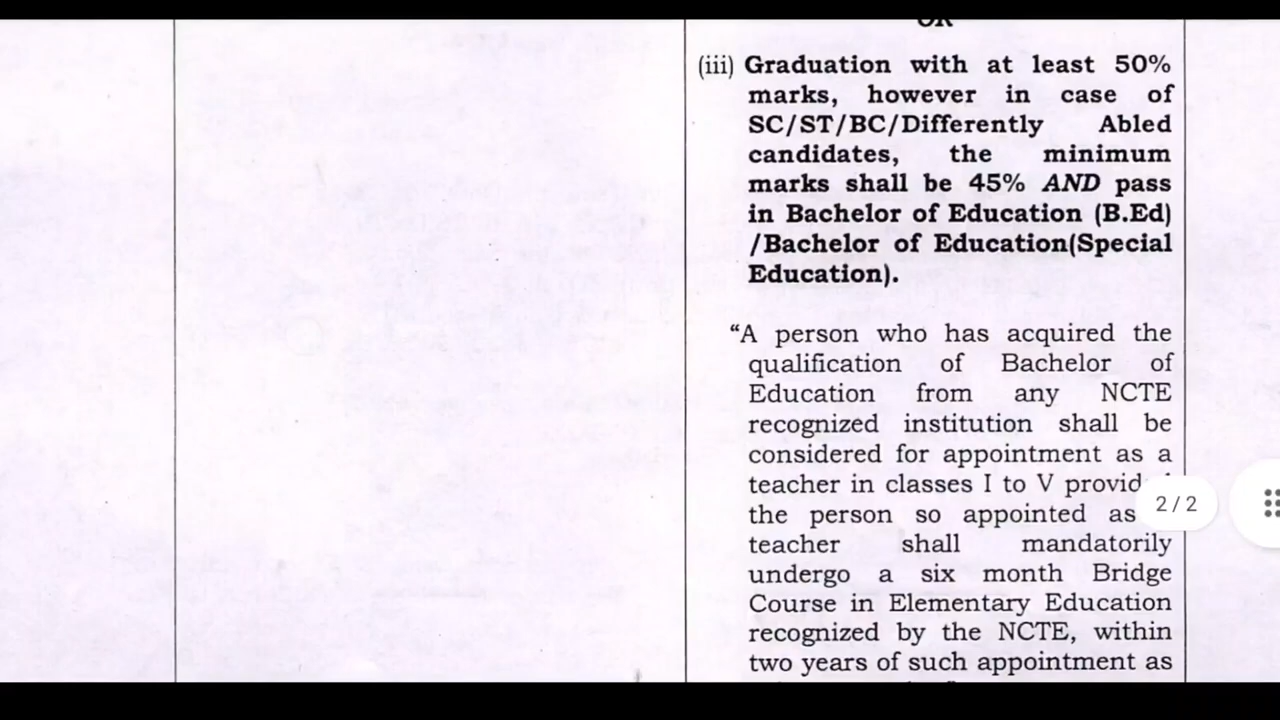 OR
(iii) Graduation with at least 50%
marks, however in case of
SC/ST/BC/Differently Abled
candidates, the minimum
marks shall be 45% AND pass
in Bachelor of Education (B.Ed)
/Bachelor of Education(Special
Education).
“A person who has acquired the
qualification of Bachelor of
Education from any NCTE
recognized institution shall be
considered for appointment as a
teacher in classes I to V
the person so appointed as
teacher shall mandatorily
undergo a six month Bridge
Course in Elementary Education
recognized by the NCTE, within
two years of such appointment as
2 / 2